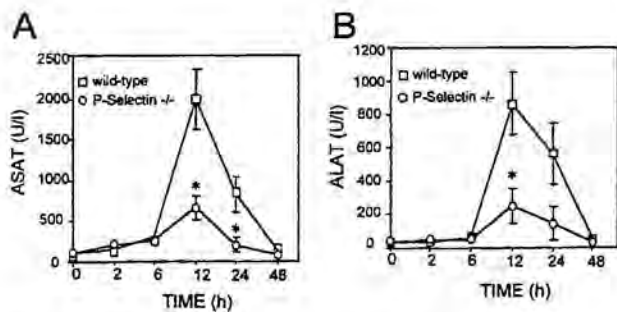 A
ASAT (U/l)
2500
2000
1500
1000
500
0
wild-type
P-Selectin -/-
*
*
0 2 6 12 24 48
TIME (h)
B
ALAT (U/l)
1200
1000
800
600
400
200
0
wild-type
P-Selectin -/-
*
0 2 6 12 24 48
TIME (h)